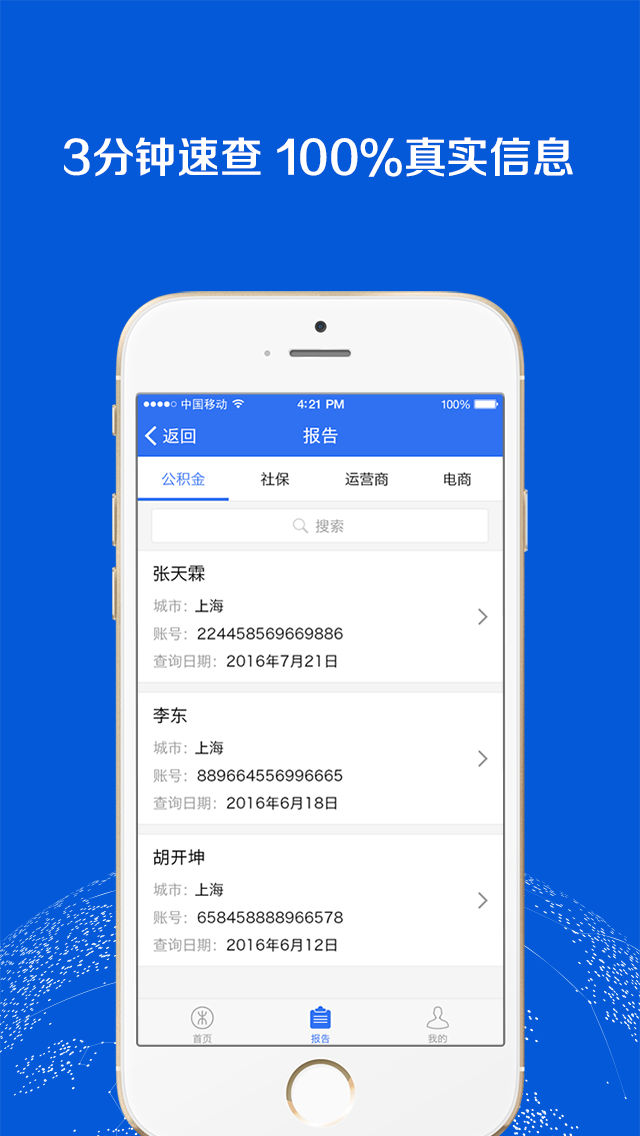 3分钟速查 100%真实信息
中国移动 4:21 PM 100%
返回 报告
公积金 社保 运营商 电商
搜索
张天霖
城市：上海
账号：224458569669886
查询日期：2016年7月21日
李东
城市：上海
账号：889664556996665
查询日期：2016年6月18日
胡开坤
城市：上海
账号：658458888966578
查询日期：2016年6月12日
首页 报告 我的